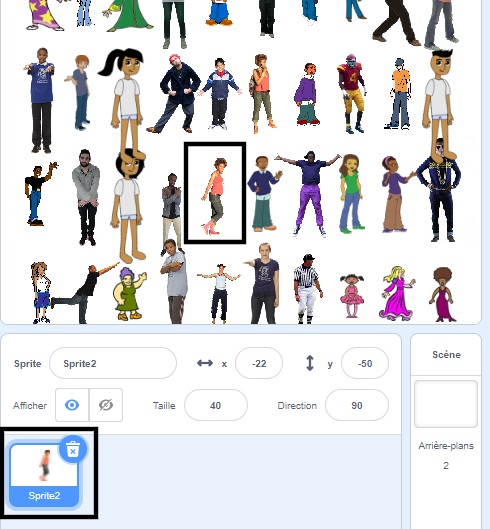 Sprite Sprite2 x -22 y -50
Afficher Taille 40 Direction 90
Sprite2
Scène
Arrière-plans
2